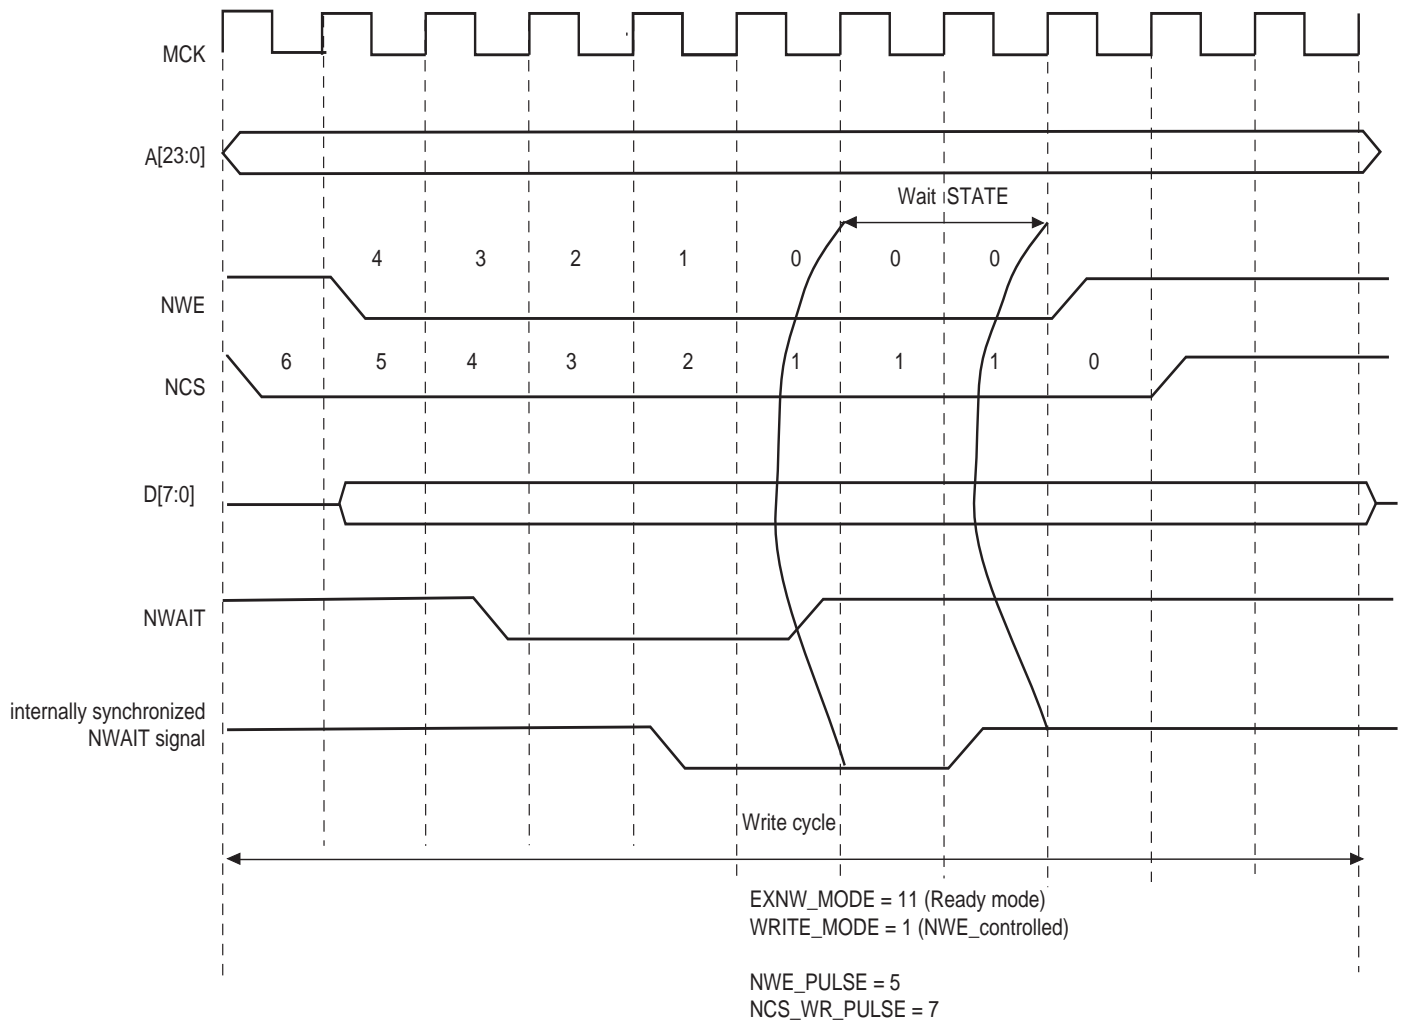 MCK
A[23:0]
Wait STATE
4 3 2 1 0 0 0
NWE
6 5 4 3 2 1 1 1 0
NCS
D[7:0]
NWAIT
internally synchronized
NWAIT signal
Write cycle
EXNW_MODE = 11 (Ready mode)
WRITE_MODE = 1 (NWE_controlled)
NWE_PULSE = 5
NCS_WR_PULSE = 7